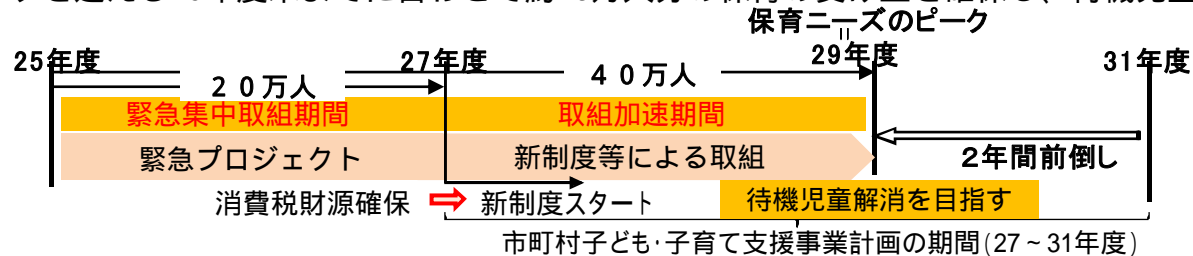 保育ニーズのピーク
=
25年度
27年度
29年度
31年度
20万人
40万人
緊急集中取組期間
取組加速期間
緊急プロジェクト
新制度等による取組
2年間前倒し
消費税財源確保 ⇨ 新制度スタート
待機児童解消を目指す
市町村子ども・子育て支援事業計画の期間(27~31年度)